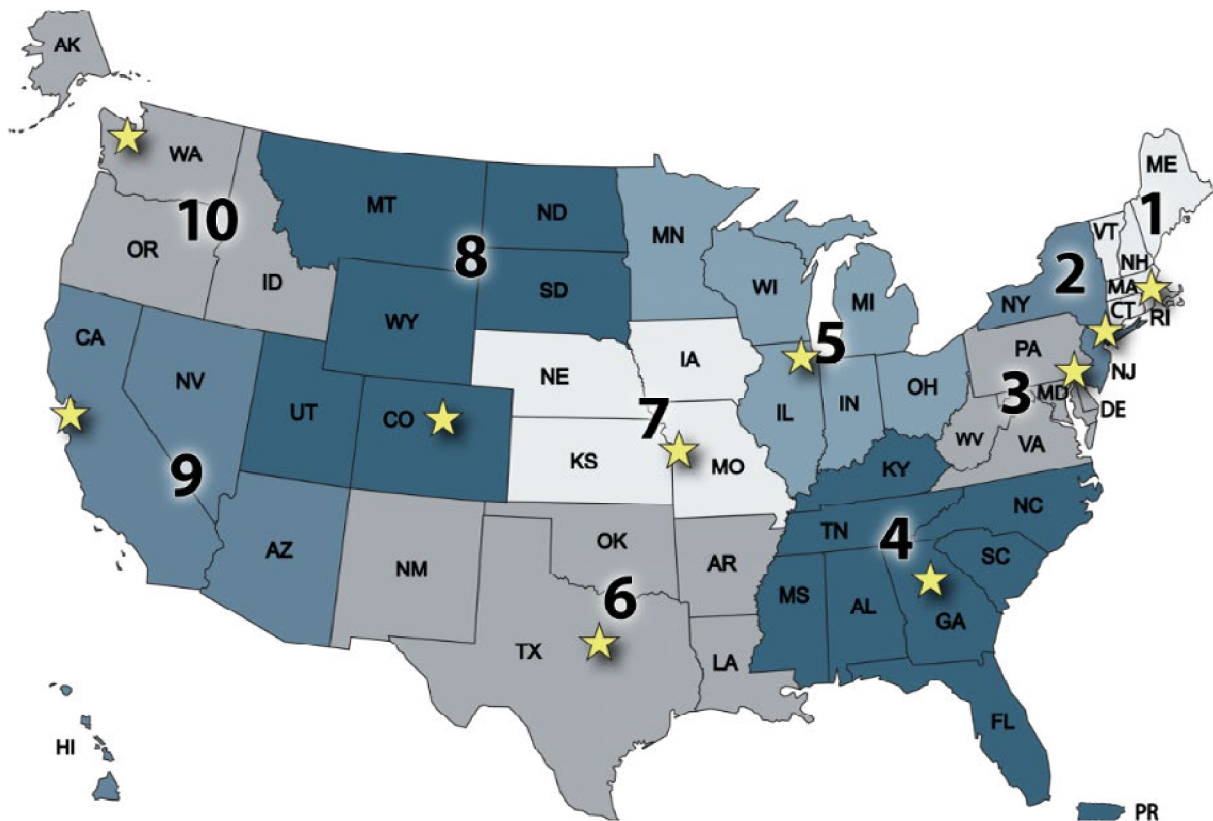 AK
WA
10
OR
ID
MT
8
ND
MN
SD
WY
WI
MI
5
ME
1
VT
NH
2
NY
MA
CT
RI
CA
NV
UT
CO
9
AZ
NE
IA
7
KS
MO
IL
IN
OH
PA
3
MD
NJ
DE
WV
VA
KY
NC
TN
4
SC
NM
OK
AR
6
TX
LA
MS
AL
GA
FL
HI
PR